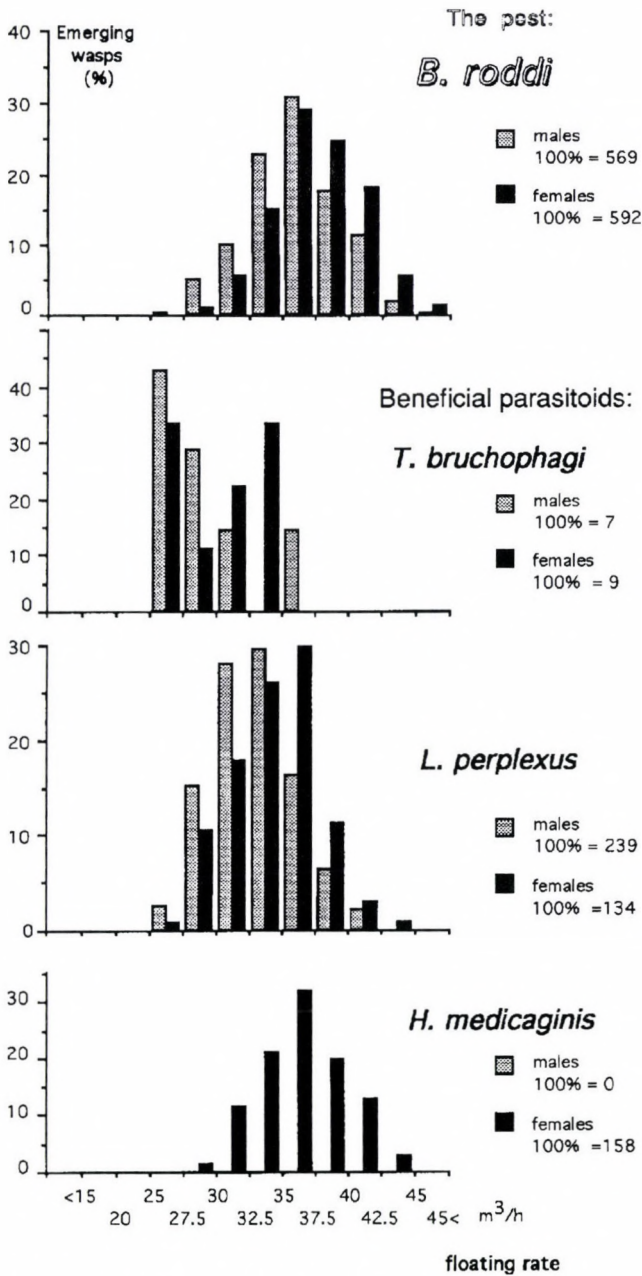 The pest:
B. roddi
Emerging
wasps
(%)
40
30
20
10
0
males
100% = 569
females
100% = 592
Beneficial parasitoids:
T. bruchophagi
40
30
20
10
0
males
100% = 7
females
100% = 9
L. perplexus
30
20
10
0
males
100% = 239
females
100% =134
H. medicaginis
30
20
10
0
males
100% = 0
females
100% =158
<15 25 30 35 40 45
20 27.5 32.5 37.5 42.5 45< m³/h
floating rate